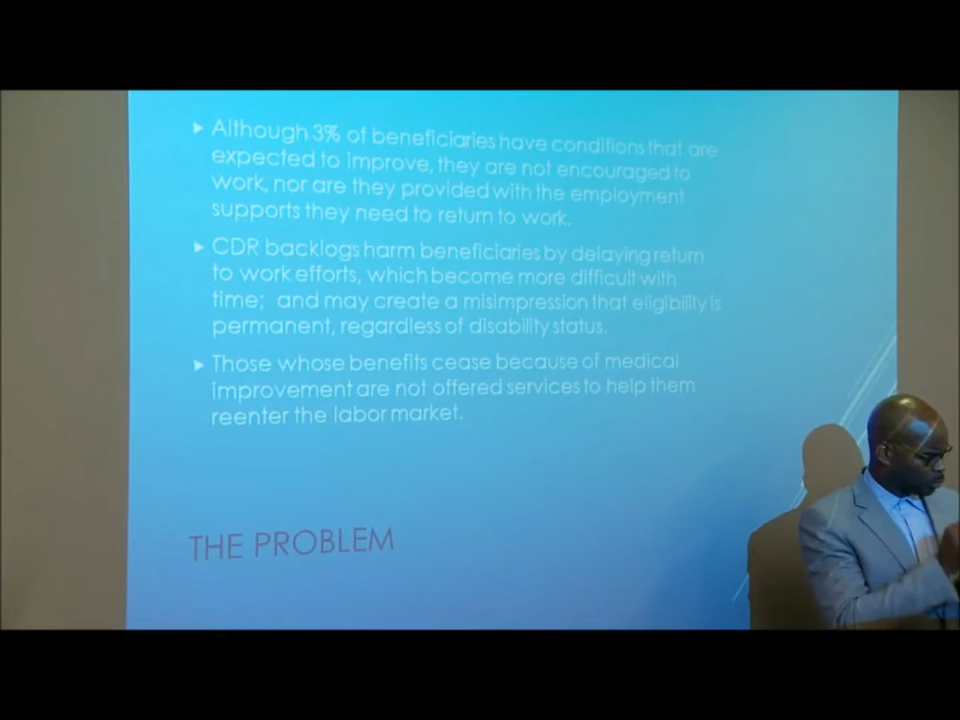 Although 3% of beneficiaries have conditions that are
expected to improve, they are not encouraged to
work, nor are they provided with the employment
supports they need to return to work.
CDR backlogs harm beneficiaries by delaying return
to work efforts, which become more difficult with
time; and may create a misimpression that eligibility is
permanent, regardless of disability status.
Those whose benefits cease because of medical
improvement are not offered services to help them
reenter the labor market.
THE PROBLEM